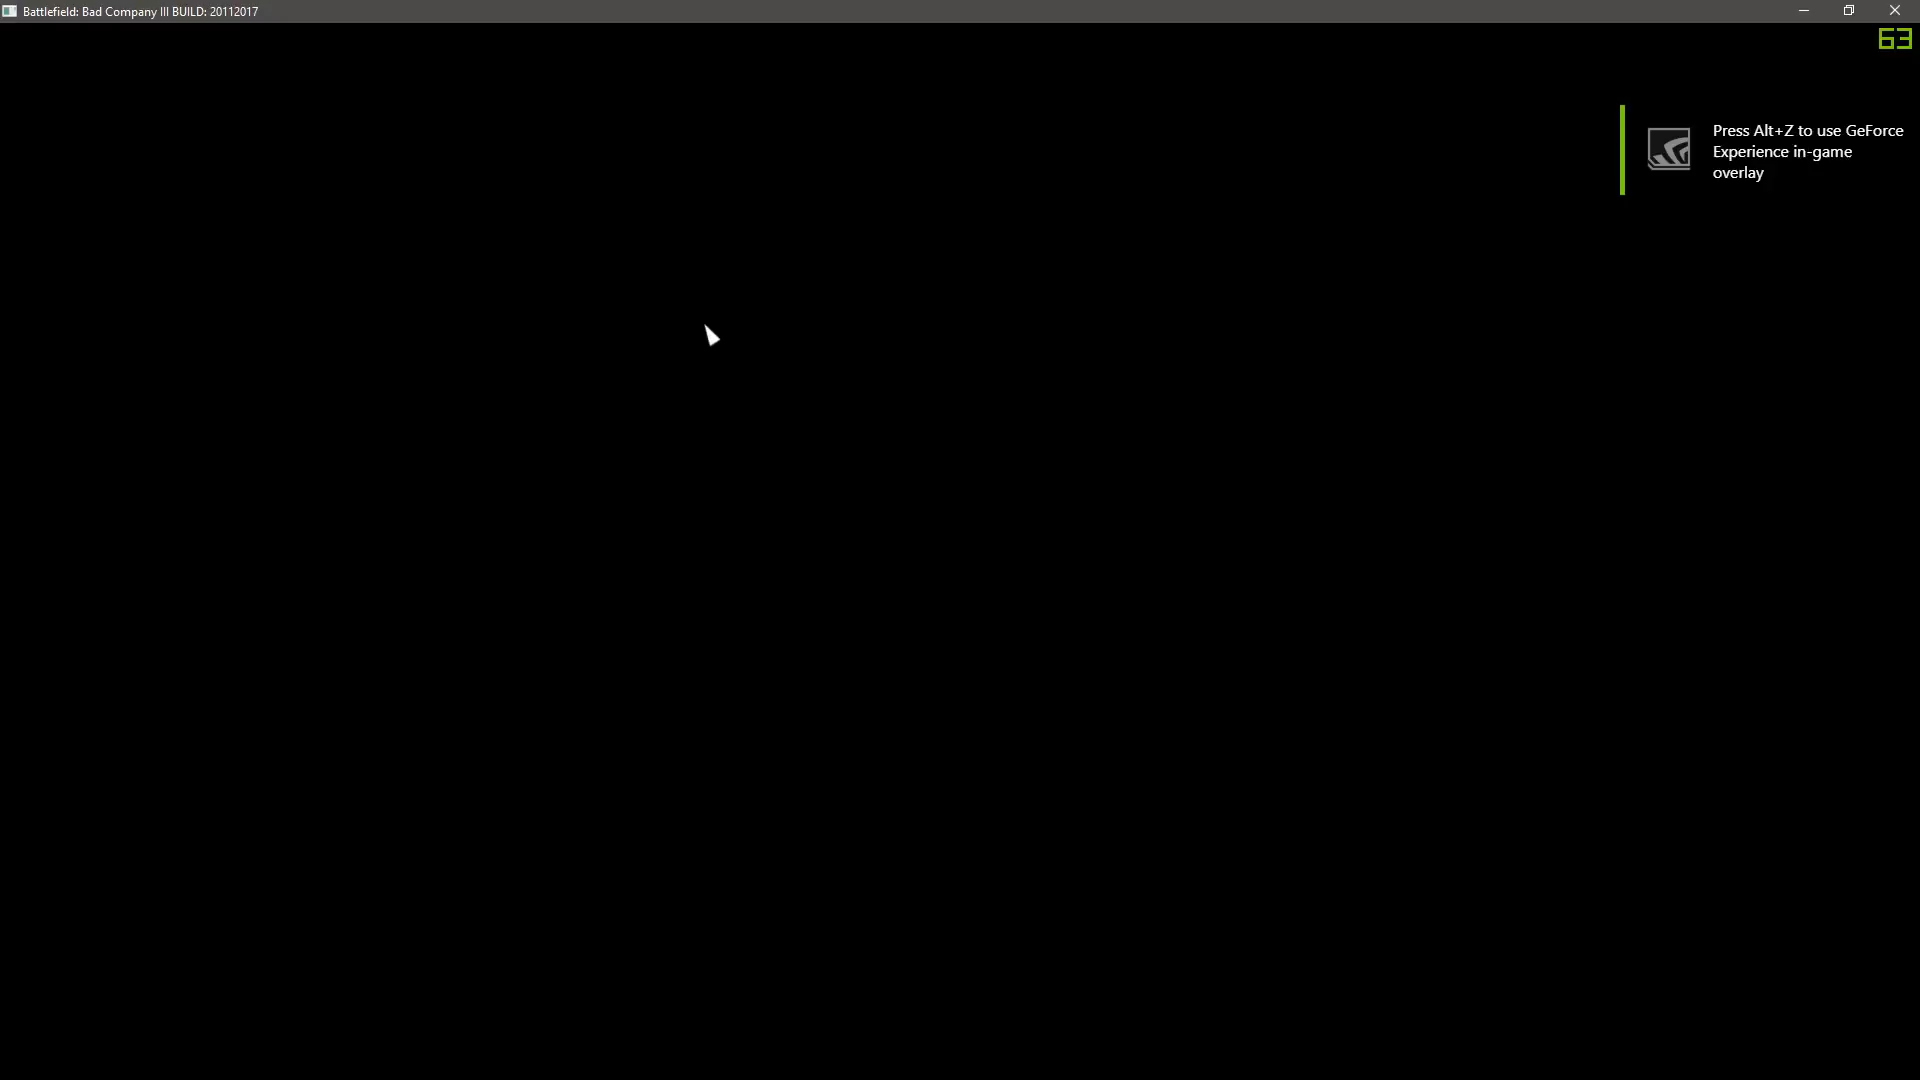 Battlefield: Bad Company III BUILD: 20112017
63
Press Alt+Z to use GeForce
Experience in-game
overlay